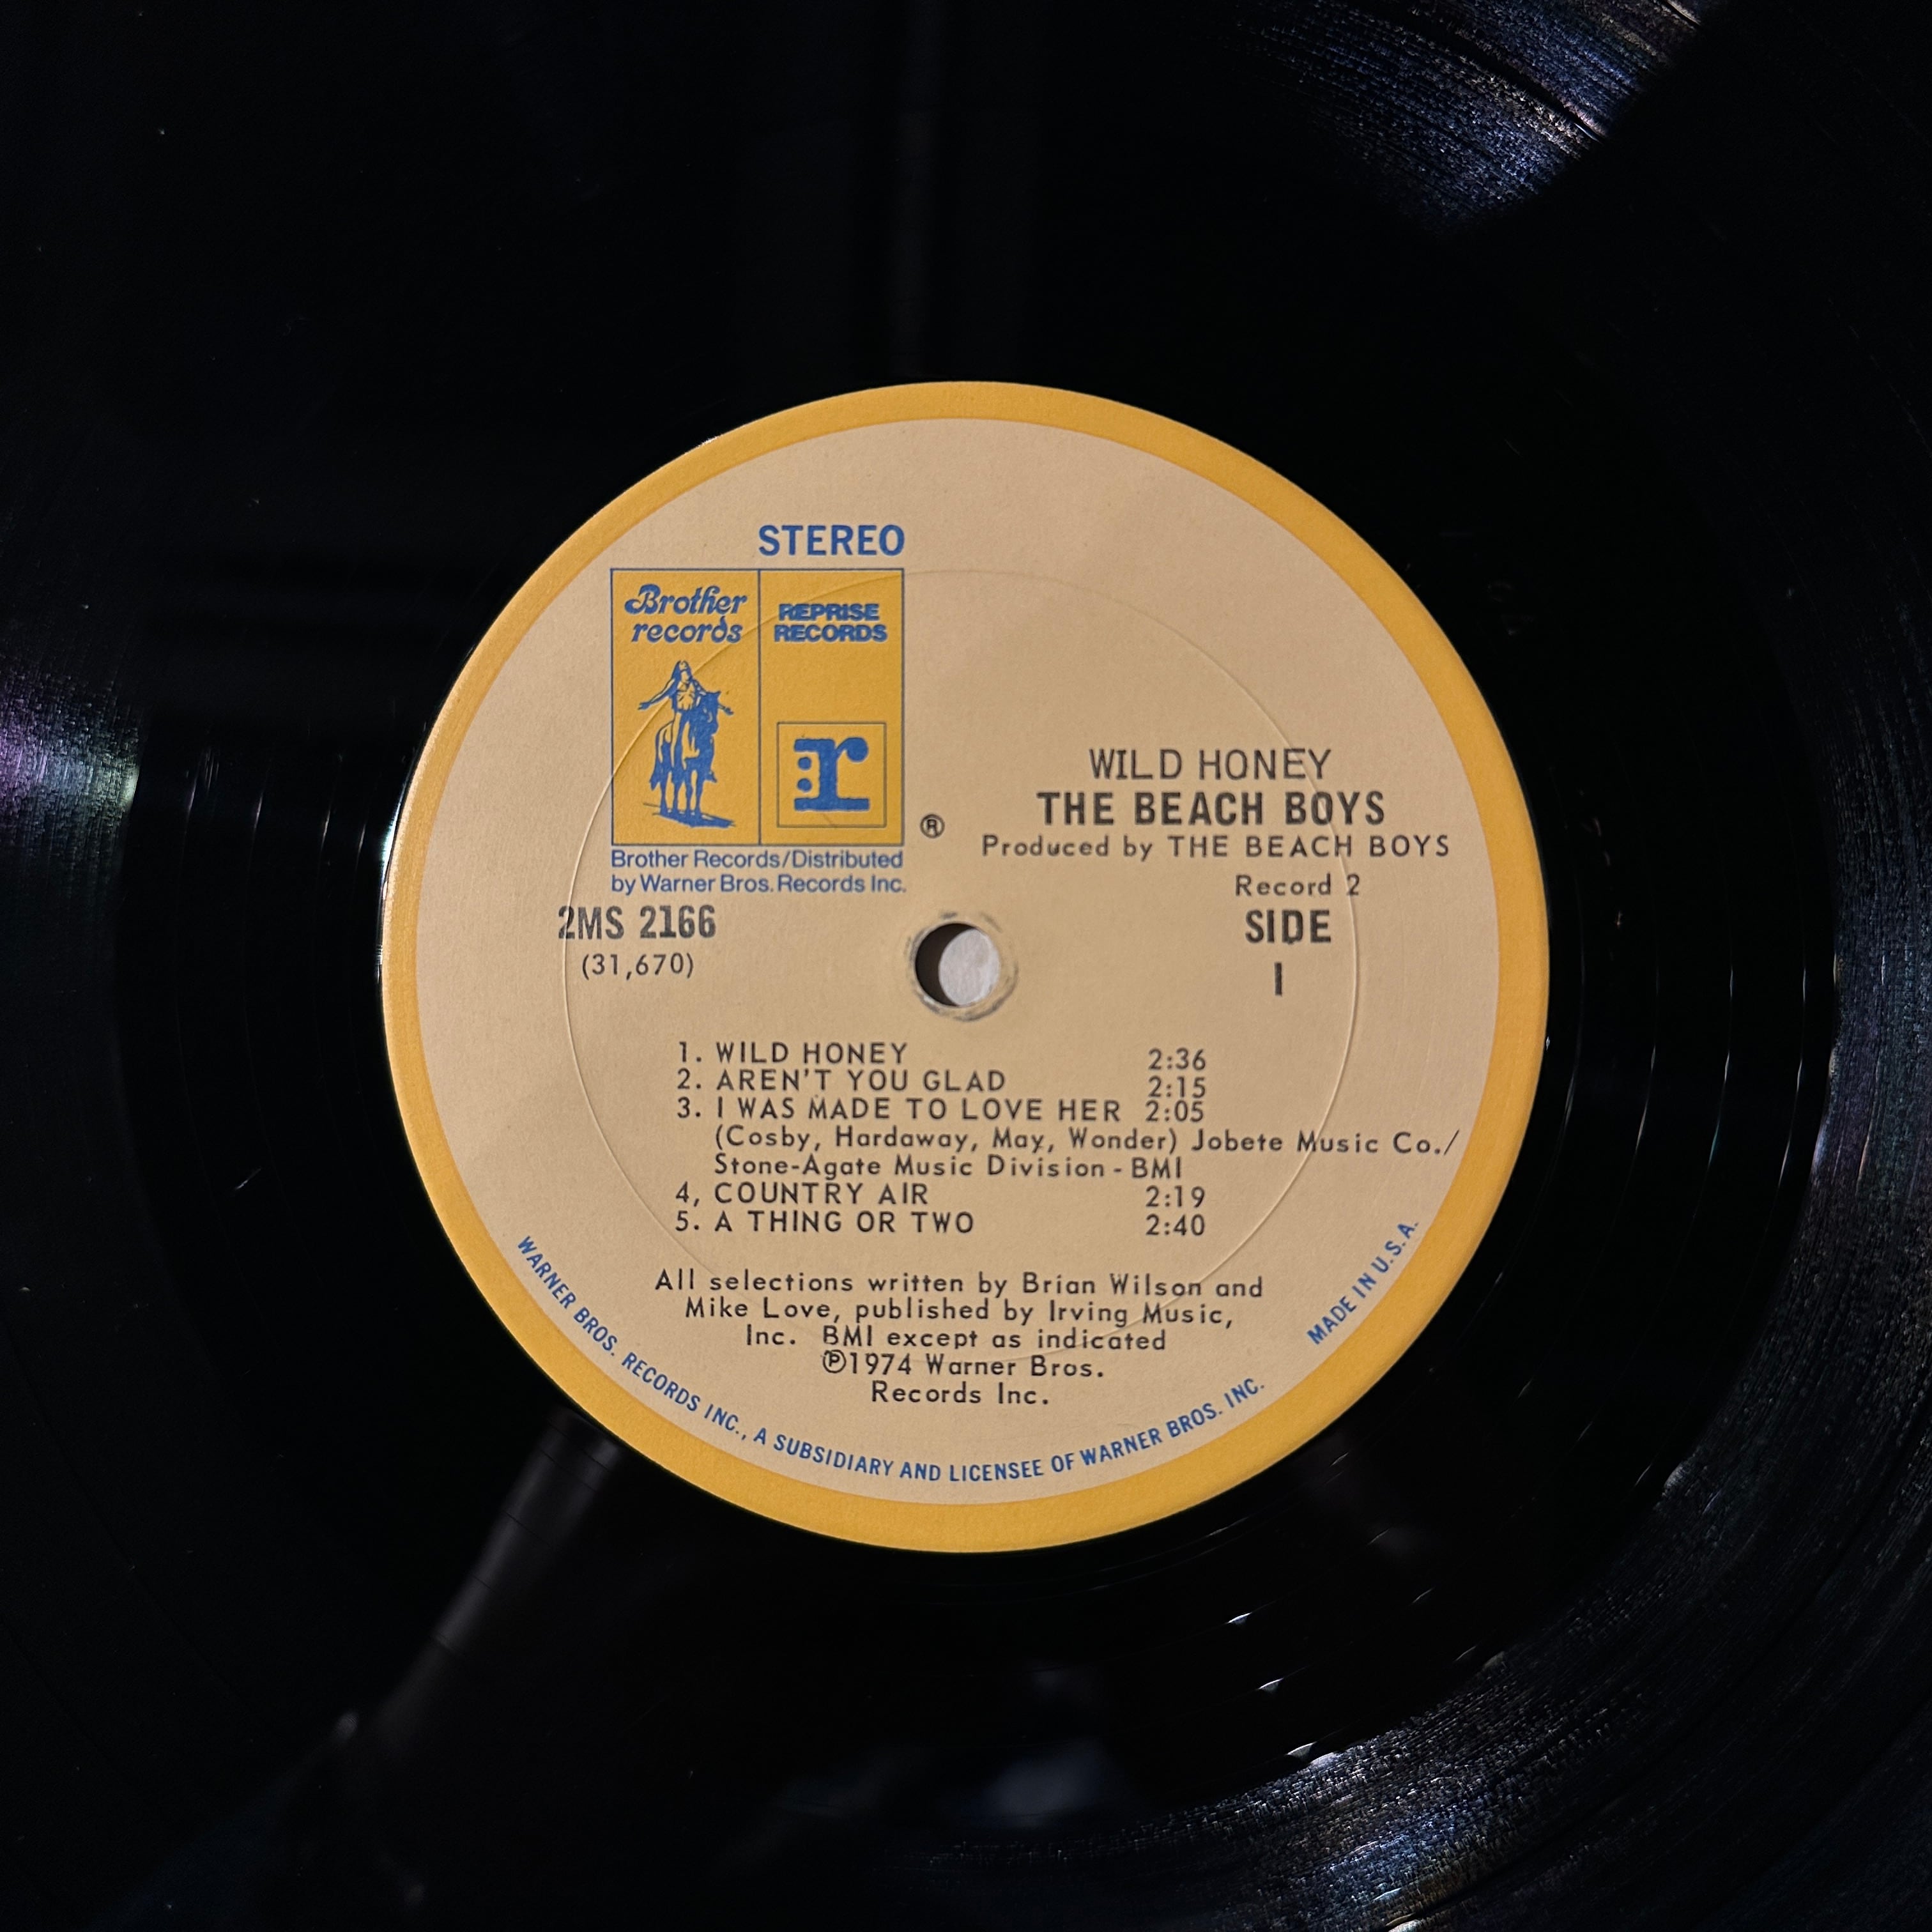 STEREO
Brother
records
REPRISE
RECORDS
:r
®
Brother Records/Distributed
by Warner Bros. Records Inc.
2MS 2166
(31,670)
WILD HONEY
THE BEACH BOYS
Produced by THE BEACH BOYS
Record 2
SIDE
1
1. WILD HONEY 2:36
2. AREN'T YOU GLAD 2:15
3. I WAS MADE TO LOVE HER 2:05
(Cosby, Hardaway, May, Wonder) Jobete Music Co./
Stone-Agate Music Division - BMI
4, COUNTRY AIR 2:19
5. A THING OR TWO 2:40
All selections written by Brian Wilson and
Mike Love, published by Irving Music,
Inc. BMI except as indicated
℗1974 Warner Bros.
Records Inc.
WARNER BROS. RECORDS INC., A SUBSIDIARY AND LICENSEE OF WARNER BROS. INC.
MADE IN U.S.A.